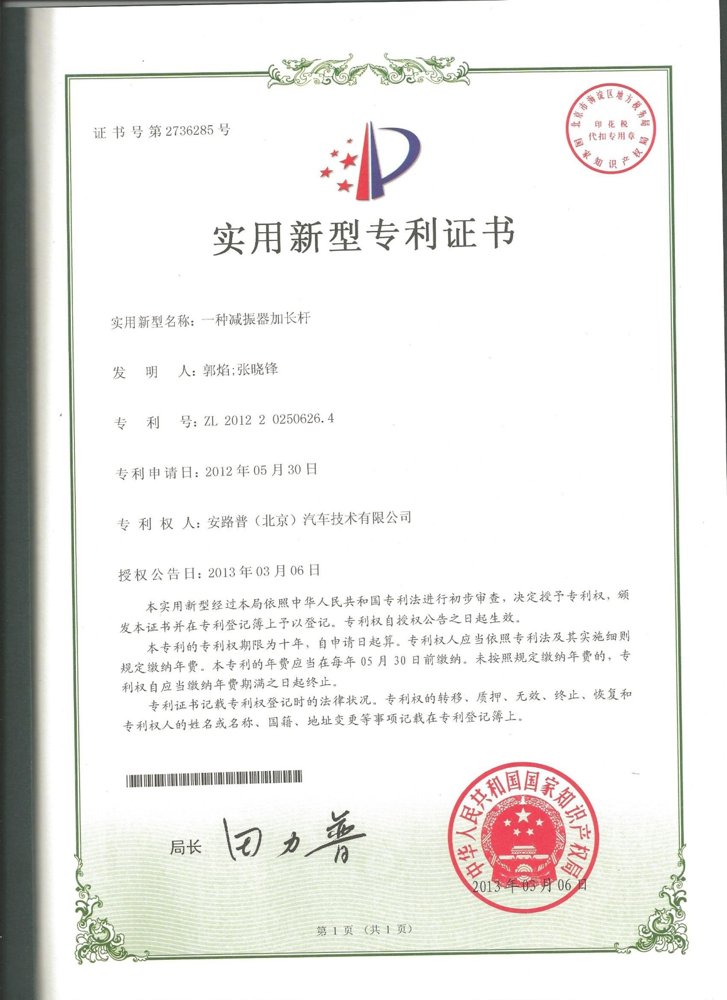 证书号第2736285号
北京市海淀区地方税务局
印花税
代扣专用章
国家知识产权局
实用新型专利证书
实用新型名称：一种减振器加长杆
发明人：郭焰;张晓锋
专利号：ZL 2012 2 0250626.4
专利申请日：2012年05月30日
专利权人：安路普（北京）汽车技术有限公司
授权公告日：2013年03月06日
本实用新型经过本局依照中华人民共和国专利法进行初步审查，决定授予专利权，颁
发本证书并在专利登记簿上予以登记。专利权自授权公告之日起生效。
本专利的专利权期限为十年，自申请日起算。专利权人应当依照专利法及其实施细则
规定缴纳年费。本专利的年费应当在每年 05 月 30 日前缴纳。未按照规定缴纳年费的，专
利权自应当缴纳年费期满之日起终止。
专利证书记载专利权登记时的法律状况。专利权的转移、质押、无效、终止、恢复和
专利权人的姓名或名称、国籍、地址变更等事项记载在专利登记簿上。
局长 田力普
中华人民共和国国家知识产权局
2013年03月06日
第 1 页 （共 1 页）